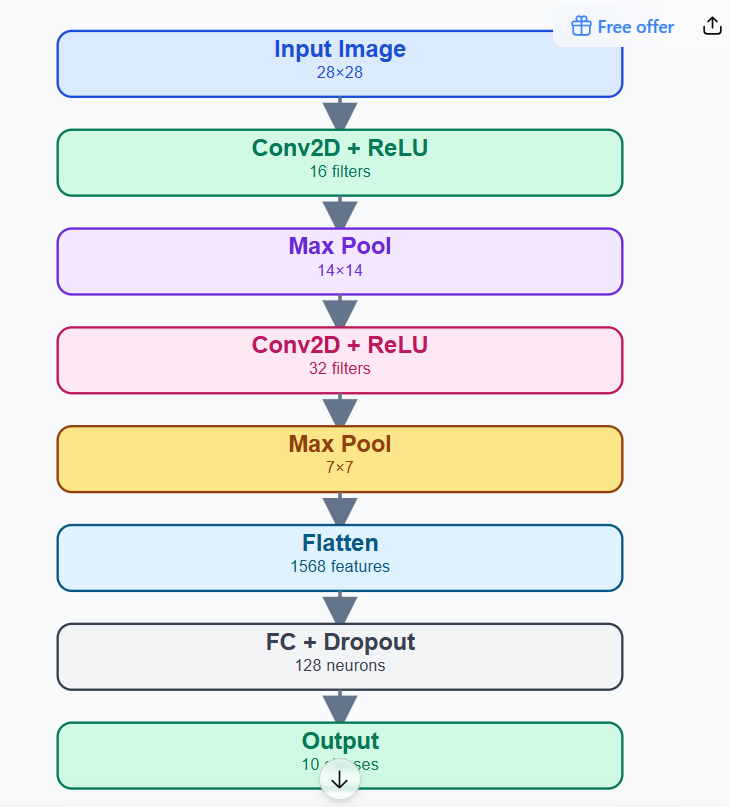 Free offer
Input Image
28×28
Conv2D + ReLU
16 filters
Max Pool
14×14
Conv2D + ReLU
32 filters
Max Pool
7×7
Flatten
1568 features
FC + Dropout
128 neurons
Output
10